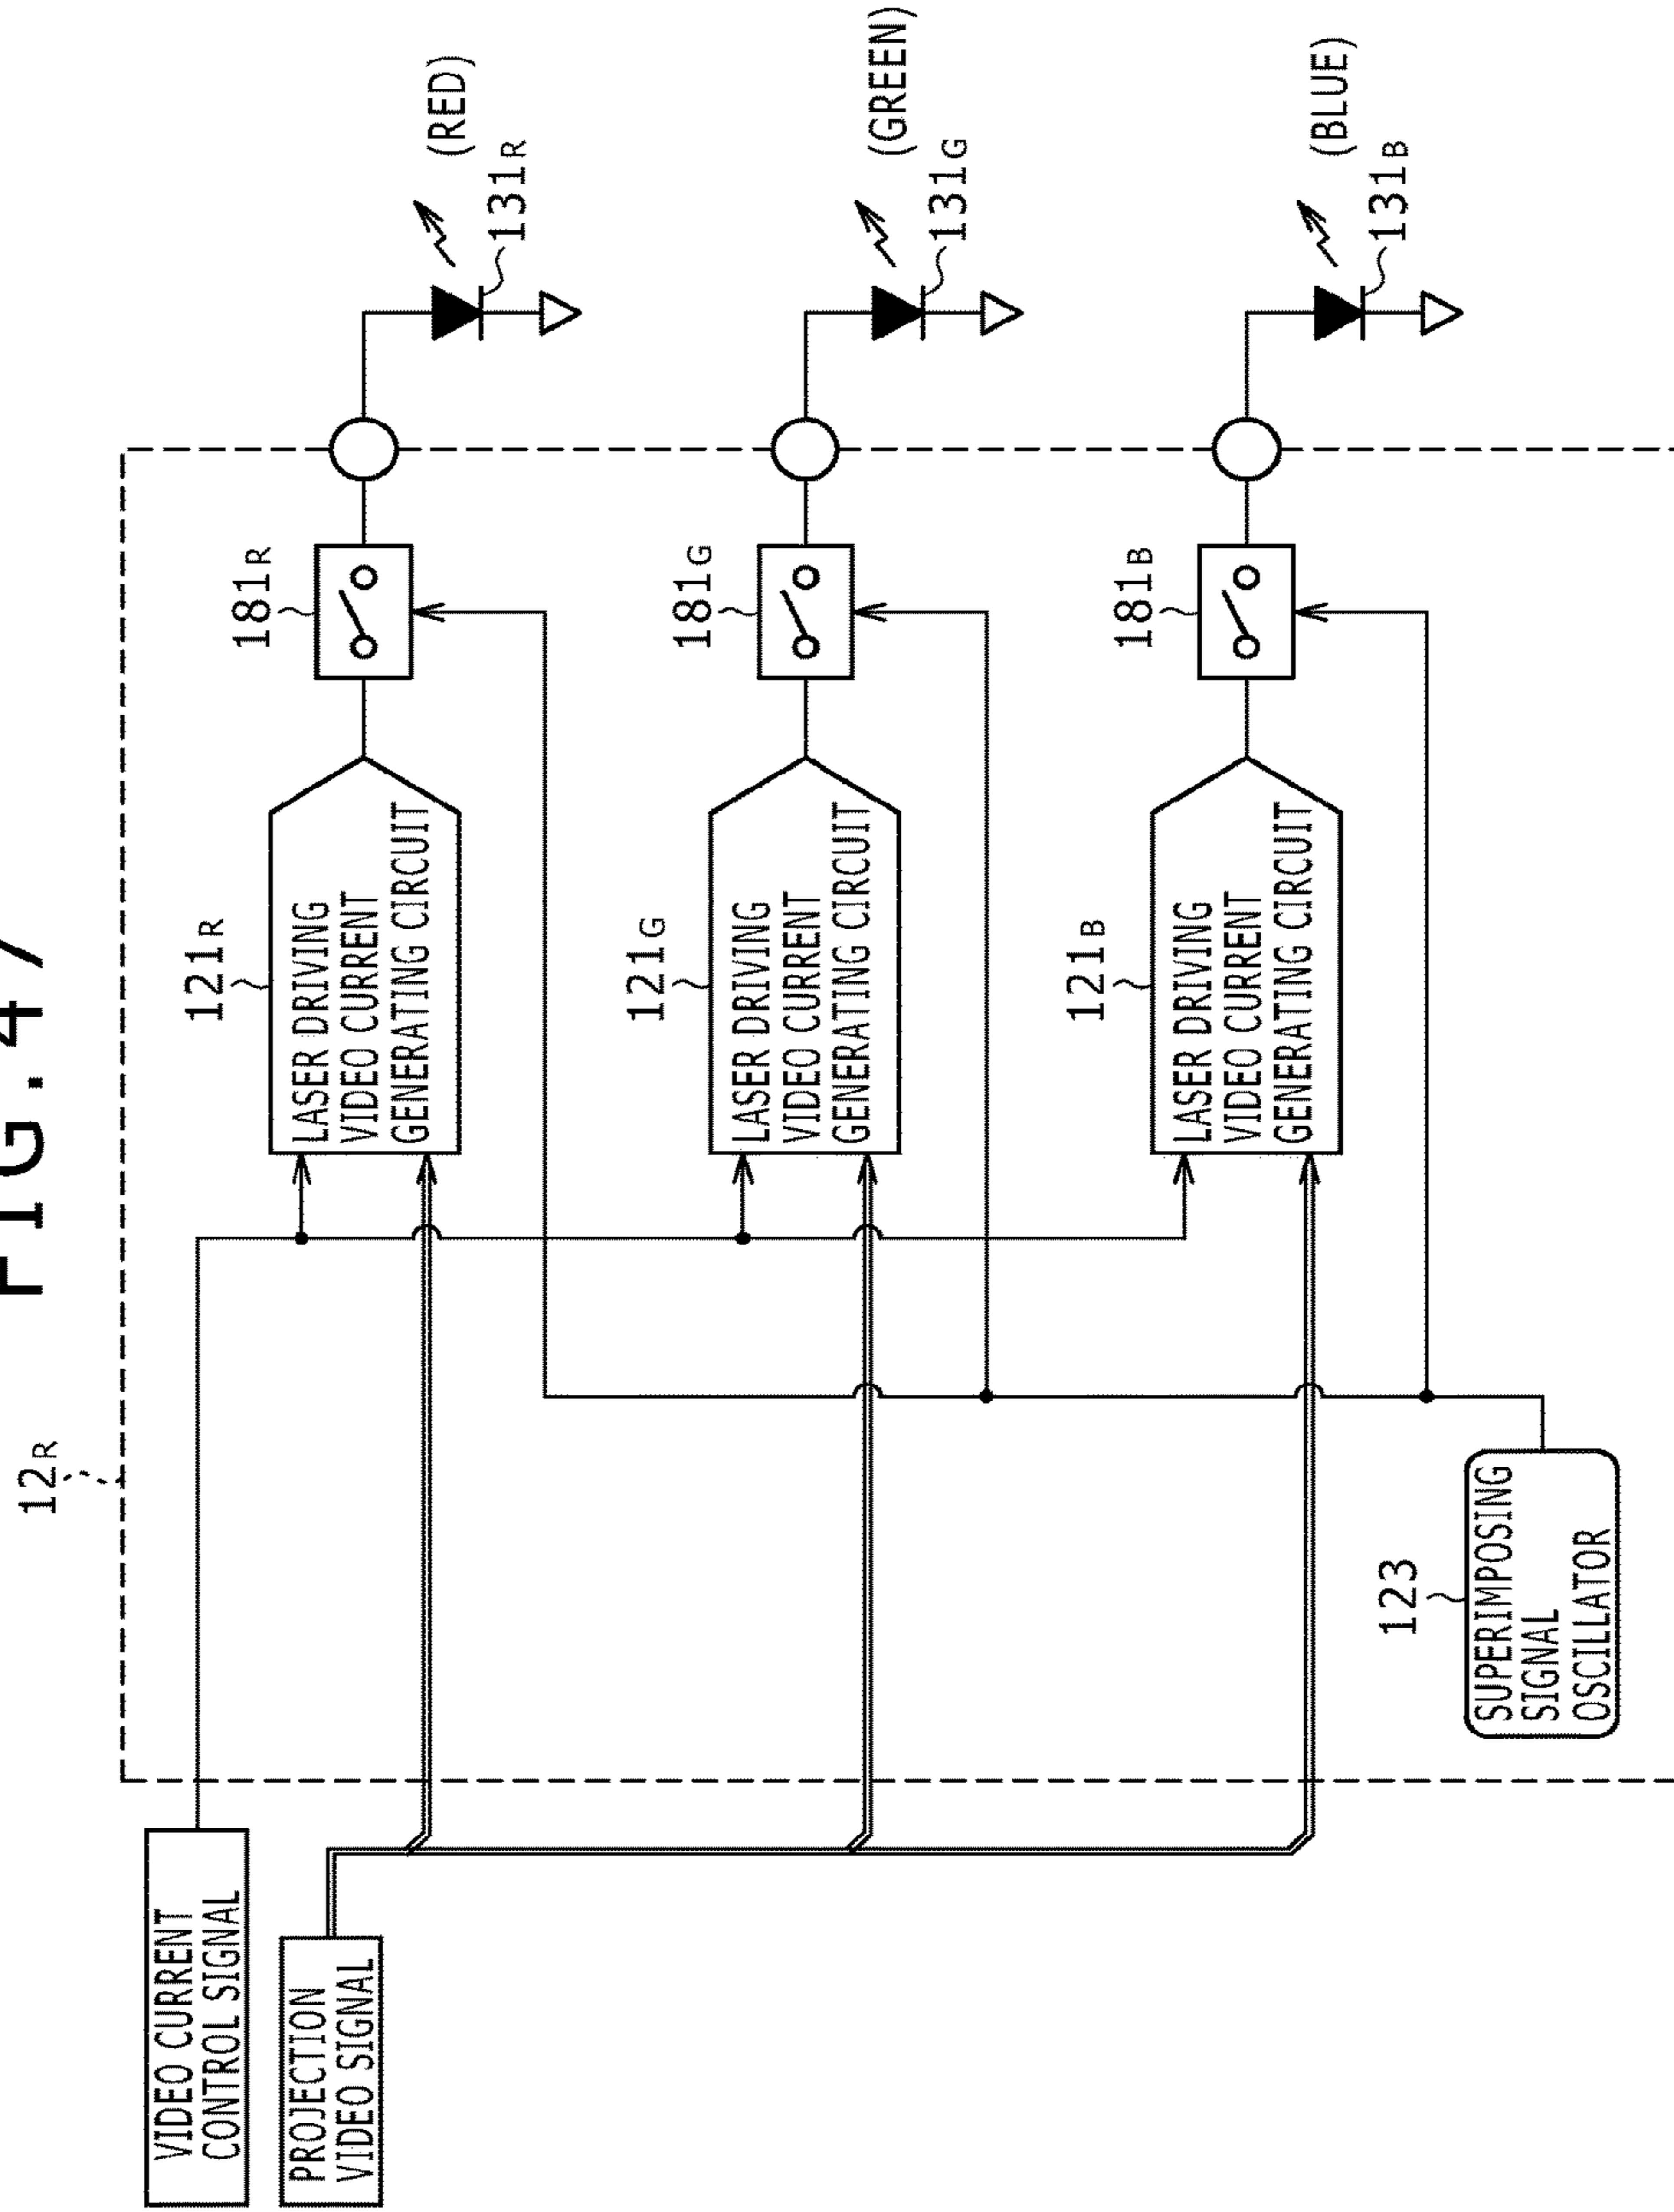 FIG.47
12R
VIDEO CURRENT
CONTROL SIGNAL
PROJECTION
VIDEO SIGNAL
121R
LASER DRIVING
VIDEO CURRENT
GENERATING CIRCUIT
181R
(RED)
131R
121G
LASER DRIVING
VIDEO CURRENT
GENERATING CIRCUIT
181G
(GREEN)
131G
121B
LASER DRIVING
VIDEO CURRENT
GENERATING CIRCUIT
181B
(BLUE)
131B
123
SUPERIMPOSING
SIGNAL
OSCILLATOR